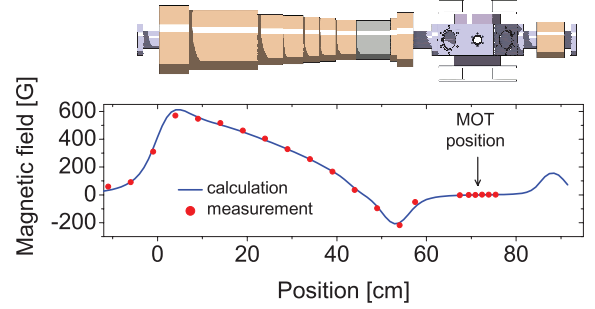 Magnetic field [G]
600
400
200
0
-200
MOT
position
calculation
measurement
0
20
40
60
80
Position [cm]